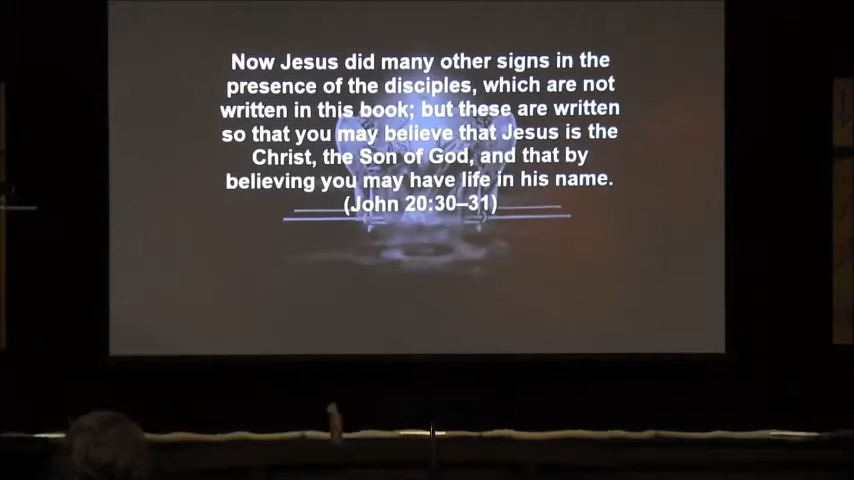 Now Jesus did many other signs in the
presence of the disciples, which are not
written in this book; but these are written
so that you may believe that Jesus is the
Christ, the Son of God, and that by
believing you may have life in his name.
(John 20:30–31)